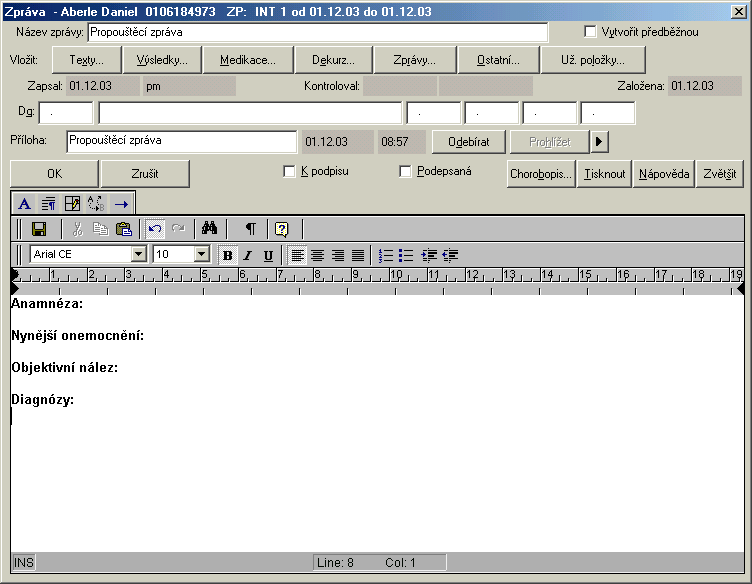 Zpráva - Aberle Daniel 0106184973 ZP: INT 1 od 01.12.03 do 01.12.03
Název zprávy: Propouštěcí zpráva Vytvořit předběžnou
Vložit: Texty... Výsledky... Medikace... Dekurz... Zprávy... Ostatní... Už. položky...
Zapsal: 01.12.03 pm Kontroloval: Založena: 01.12.03
Dg: . . . . .
Příloha: Propouštěcí zpráva 01.12.03 08:57 Odebírat Prohlížet
OK Zrušit K podpisu Podepsaná Chorobopis... Tisknout Nápověda Zvětšit
Arial CE 10 B I U
1 2 3 4 5 6 7 8 9 10 11 12 13 14 15 16 17 18 19
Anamnéza:
Nynější onemocnění:
Objektivní nález:
Diagnózy:
INS Line: 8 Col: 1